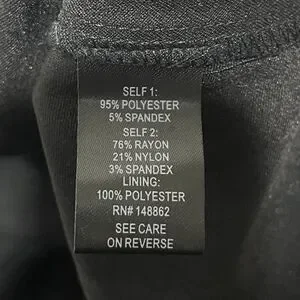 SELF 1:
95% POLYESTER
5% SPANDEX
SELF 2:
76% RAYON
21% NYLON
3% SPANDEX
LINING:
100% POLYESTER
RN# 148862
SEE CARE
ON REVERSE